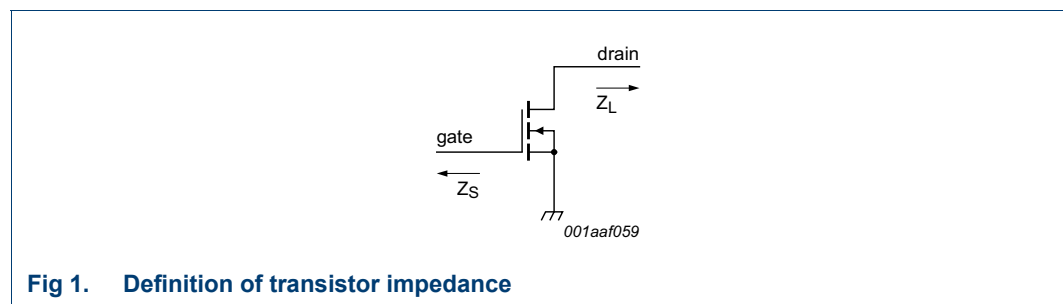 drain
Z_L
gate
Z_S
001aaf059
Fig 1. Definition of transistor impedance